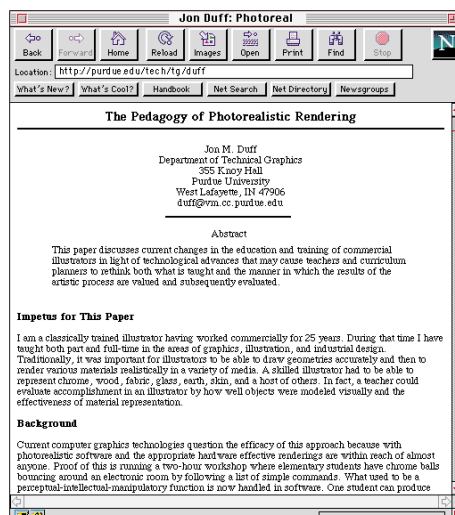 Jon Duff: Photoreal
Back Forward Home Reload Images Open Print Find Stop
N
Location: http://purdue.edu/tech/tg/duff
What's New? What's Cool? Handbook Net Search Net Directory Newsgroups
The Pedagogy of Photorealistic Rendering
Jon M. Duff
Department of Technical Graphics
355 Knoy Hall
Purdue University
West Lafayette, IN 47906
duff@vm.cc.purdue.edu
Abstract
This paper discusses current changes in the education and training of commercial
illustrators in light of technological advances that may cause teachers and curriculum
planners to rethink both what is taught and the manner in which the results of the
artistic process are valued and subsequently evaluated.
Impetus for This Paper
I am a classically trained illustrator having worked commercially for 25 years. During that time I have
taught both part and full-time in the areas of graphics, illustration, and industrial design.
Traditionally, it was important for illustrators to be able to draw geometries accurately and then to
render various materials realistically in a variety of media. A skilled illustrator had to be able to
represent chrome, wood, fabric, glass, earth, skin, and a host of others. In fact, a teacher could
evaluate accomplishment in an illustrator by how well objects were modeled visually and the
effectiveness of material representation.
Background
Current computer graphics technologies question the efficacy of this approach because with
photorealistic software and the appropriate hardware effective renderings are within reach of almost
anyone. Proof of this is running a two-hour workshop where elementary students have chrome balls
bouncing around an electronic room by following a list of simple commands. What used to be a
perceptual-intellectual-manipulatory function is now handled in software. One student can produce